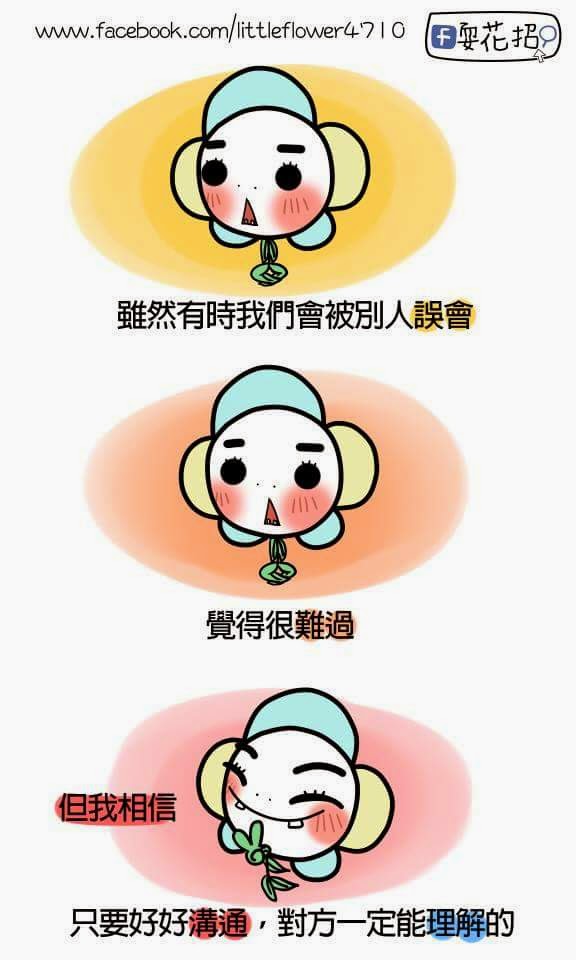 www.facebook.com/littleflower4710
耍花招
雖然有時我們會被別人誤會
覺得很難過
但我相信
只要好好溝通，對方一定能理解的